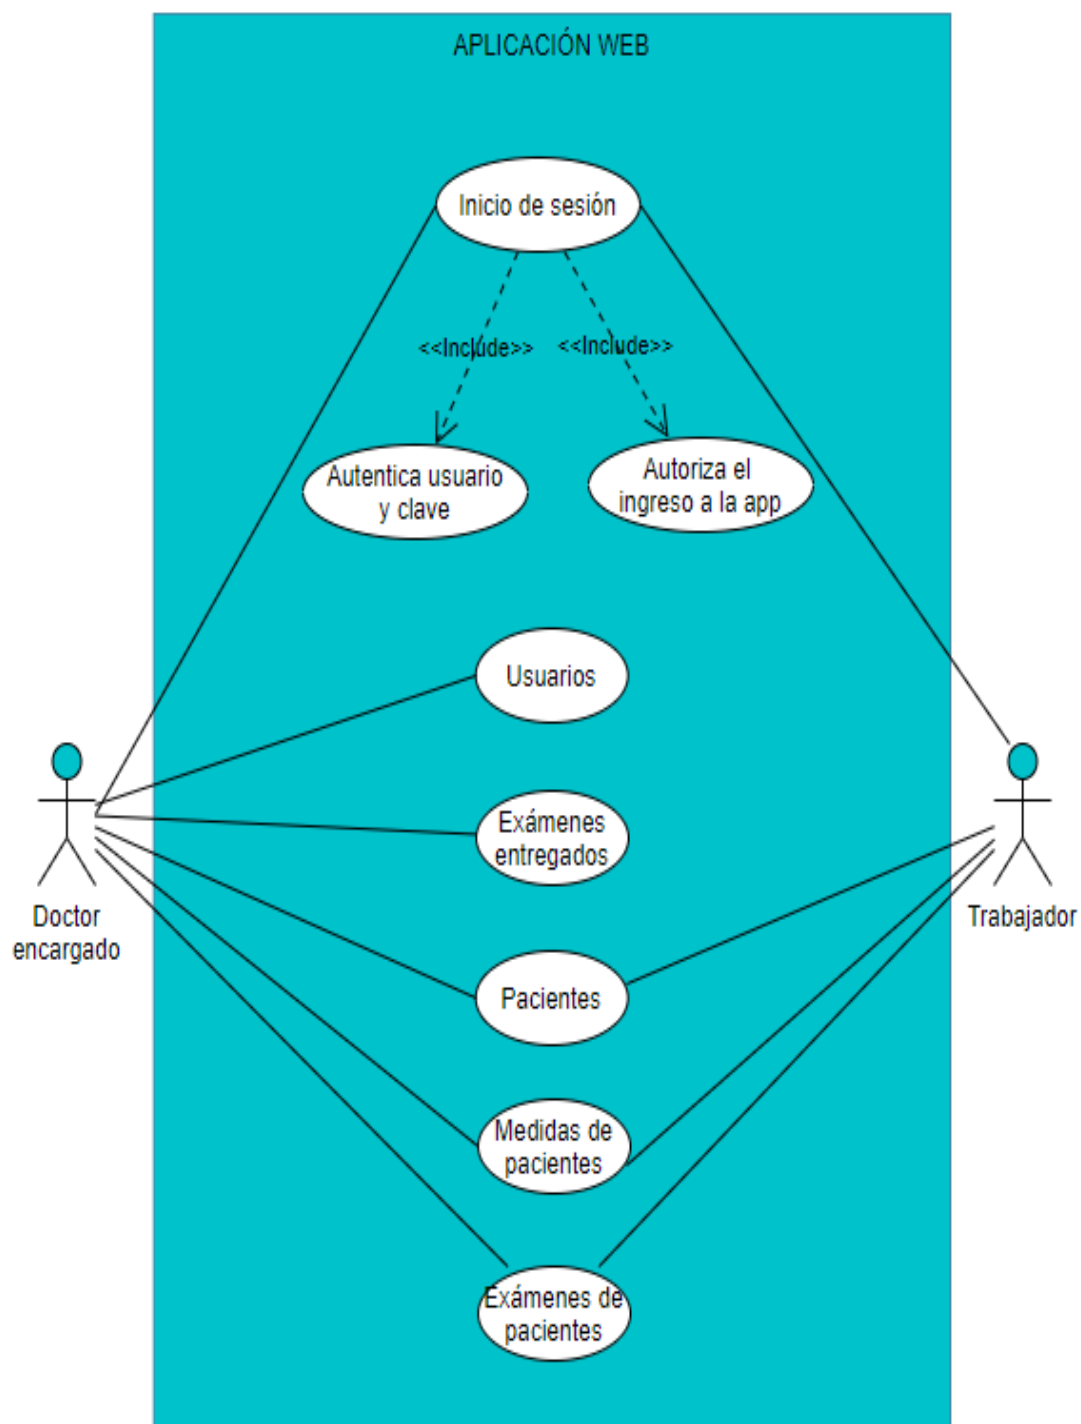 APLICACIÓN WEB
Inicio de sesión
<<Include>>
<<Include>>
Autentica usuario
y clave
Autoriza el
ingreso a la app
Usuarios
Exámenes
entregados
Doctor
encargado
Trabajador
Pacientes
Medidas de
pacientes
Exámenes de
pacientes